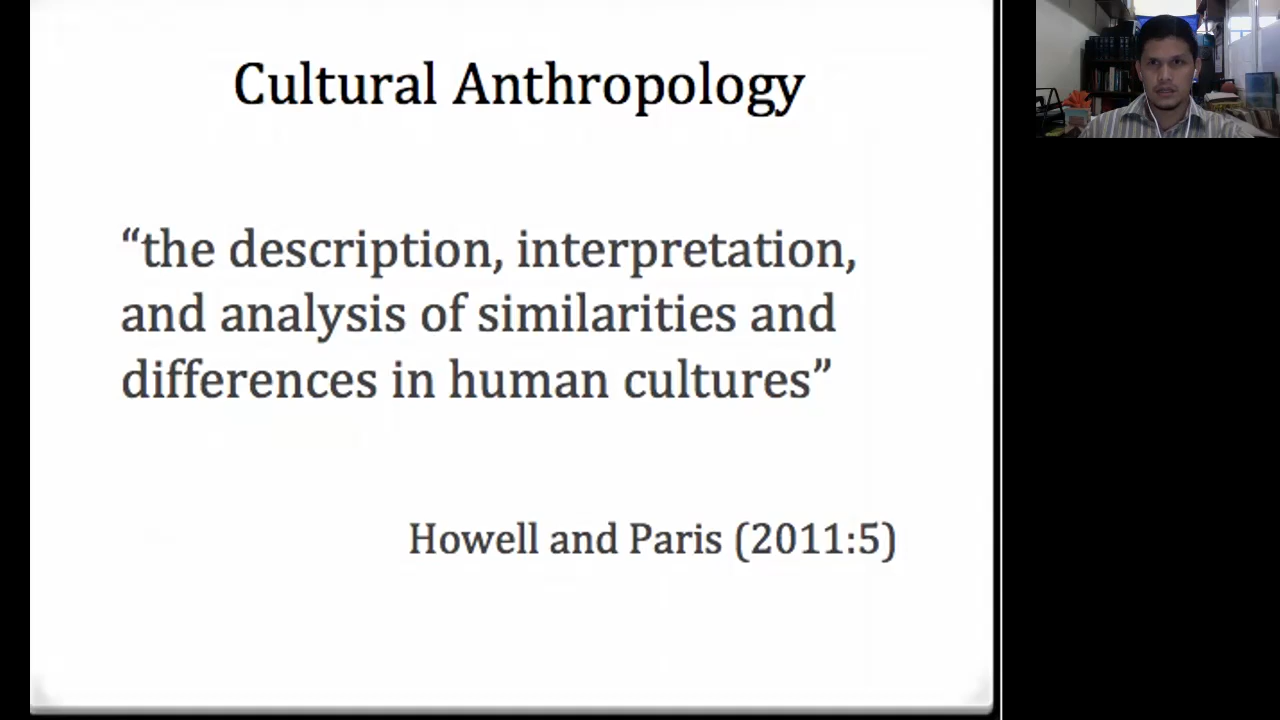 Cultural Anthropology
“the description, interpretation,
and analysis of similarities and
differences in human cultures”
Howell and Paris (2011:5)